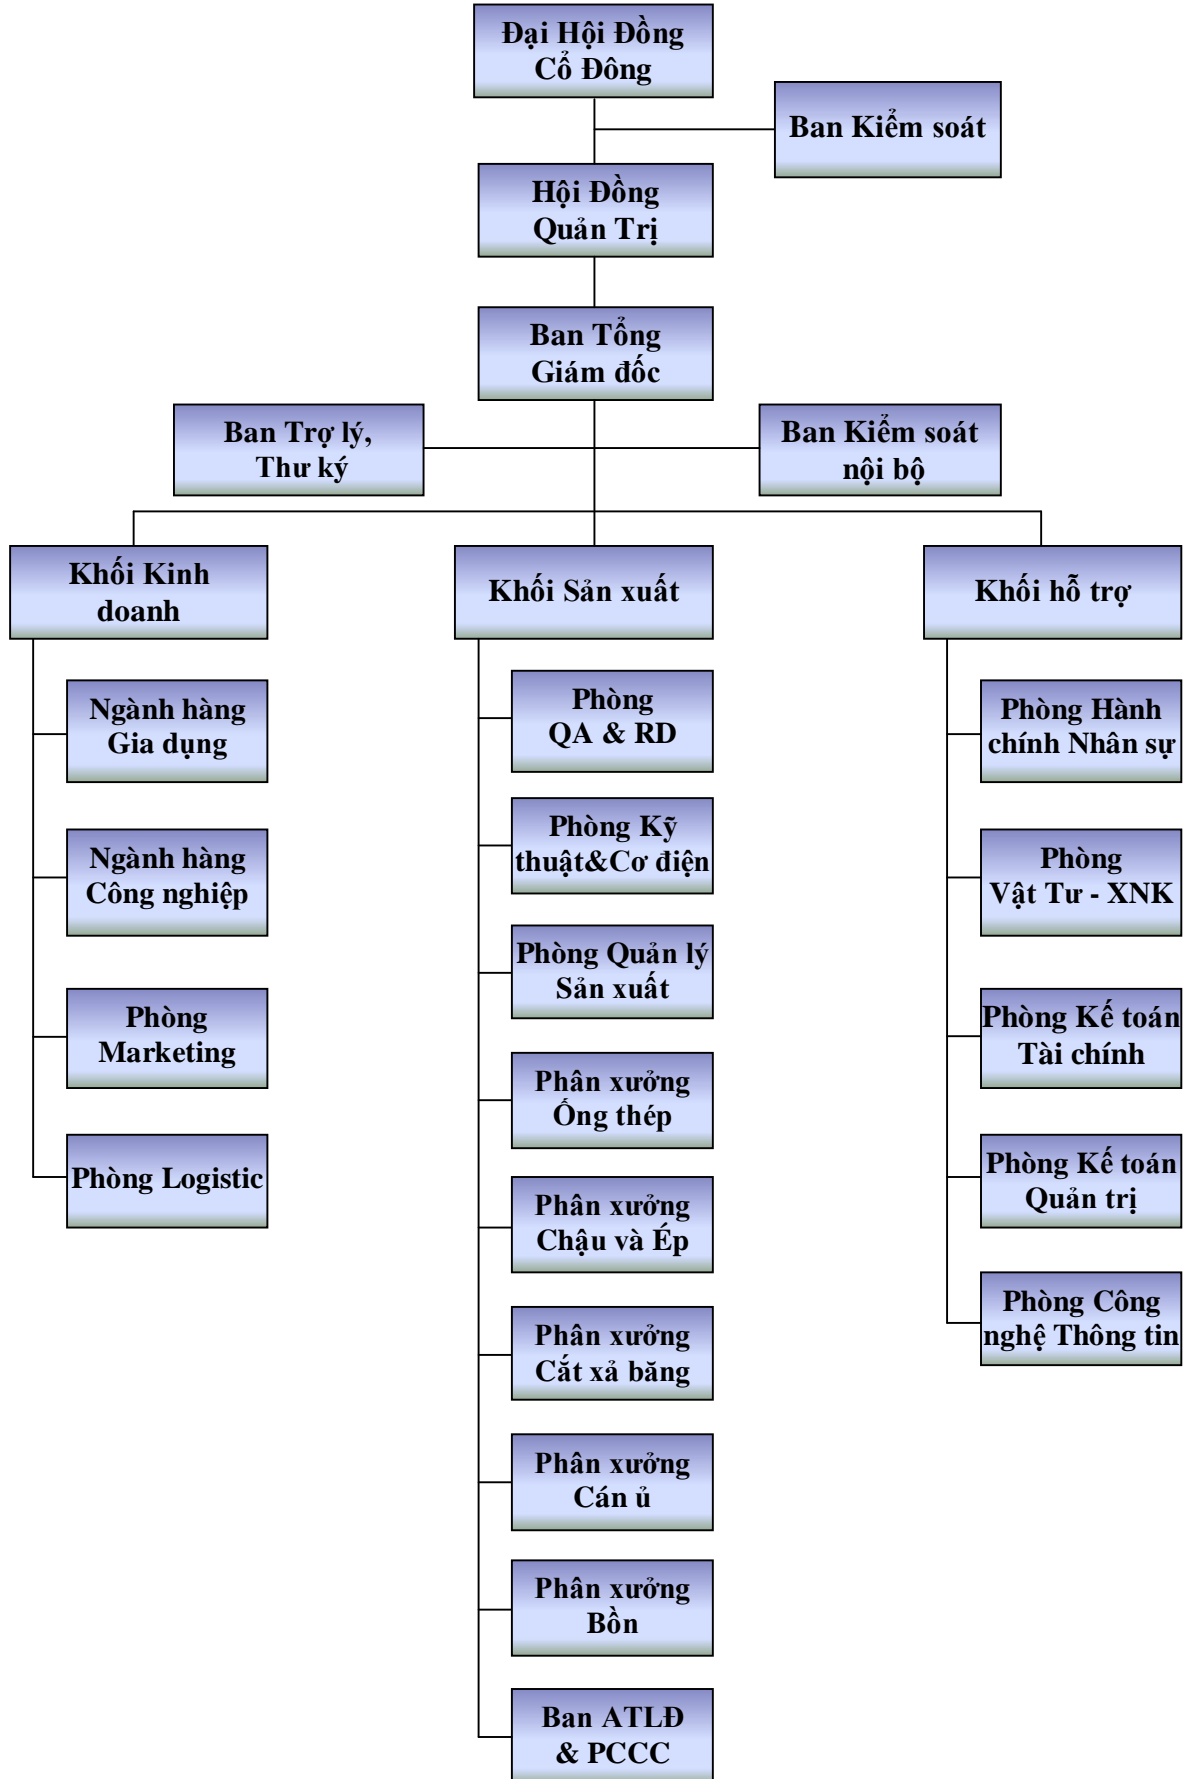 Đại Hội Đồng
Cổ Đông
Ban Kiểm soát
Hội Đồng
Quản Trị
Ban Tổng
Giám đốc
Ban Trợ lý,
Thư ký
Ban Kiểm soát
nội bộ
Khối Kinh
doanh
Ngành hàng
Gia dụng
Ngành hàng
Công nghiệp
Phòng
Marketing
Phòng Logistic
Khối Sản xuất
Phòng
QA & RD
Phòng Kỹ
thuật&Cơ điện
Phòng Quản lý
Sản xuất
Phân xưởng
Ống thép
Phân xưởng
Chậu và Ép
Phân xưởng
Cắt xả băng
Phân xưởng
Cán ủ
Phân xưởng
Bồn
Ban ATLĐ
& PCCC
Khối hỗ trợ
Phòng Hành
chính Nhân sự
Phòng
Vật Tư - XNK
Phòng Kế toán
Tài chính
Phòng Kế toán
Quản trị
Phòng Công
nghệ Thông tin